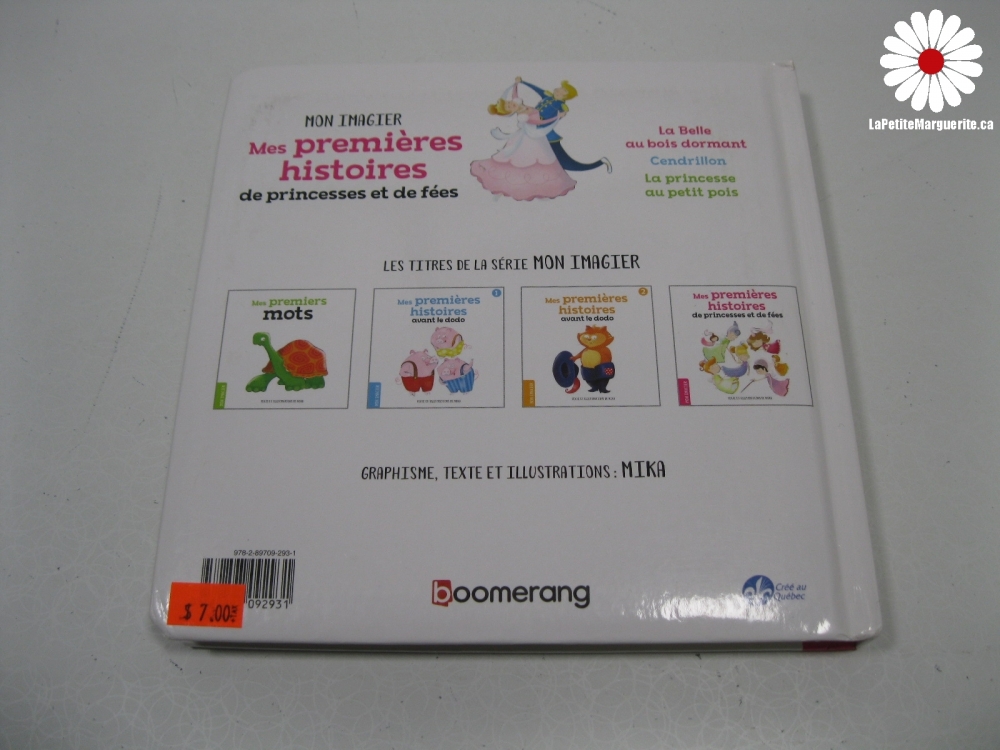 LaPetiteMarguerite.ca
MON IMAGIER
Mes premières
histoires
de princesses et de fées
La Belle
au bois dormant
Cendrillon
La princesse
au petit pois
LES TITRES DE LA SÉRIE MON IMAGIER
Mes premiers
mots
Mes premières
histoires
avant le dodo
1
Mes premières
histoires
avant le dodo
2
Mes premières
histoires
de princesses et de fées
GRAPHISME, TEXTE ET ILLUSTRATIONS : MIKA
978-2-89709-293-1
092931
$ 7.00
boomerang
Créé au
Québec